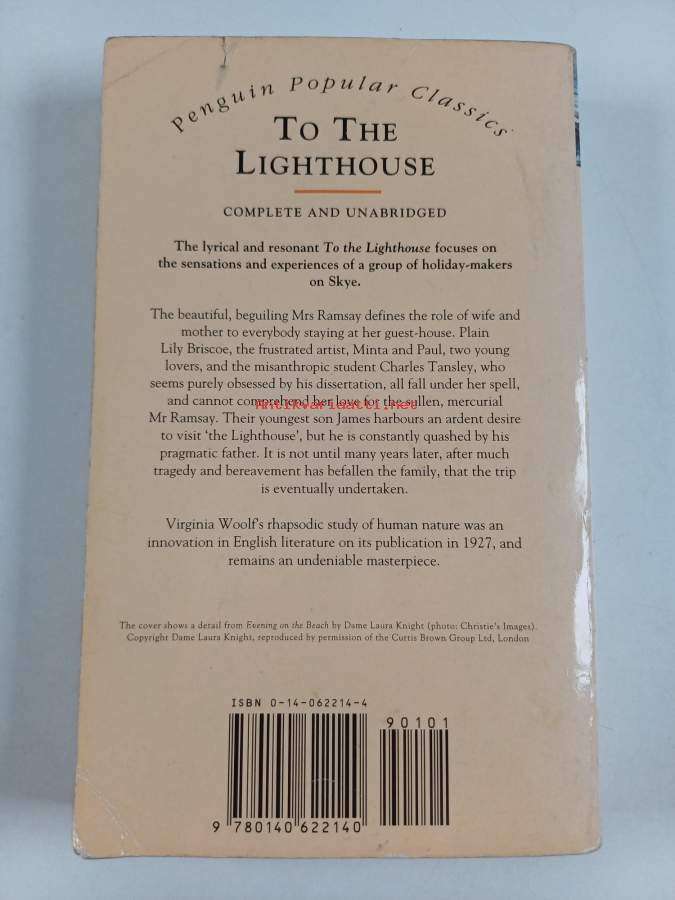 Penguin Popular Classics
TO THE
LIGHTHOUSE
COMPLETE AND UNABRIDGED
The lyrical and resonant To the Lighthouse focuses on
the sensations and experiences of a group of holiday-makers
on Skye.
The beautiful, beguiling Mrs Ramsay defines the role of wife and
mother to everybody staying at her guest-house. Plain
Lily Briscoe, the frustrated artist, Minta and Paul, two young
lovers, and the misanthropic student Charles Tansley, who
seems purely obsessed by his dissertation, all fall under her spell,
and cannot comprehend her love for the sullen, mercurial
Antikvariaatti.net
Mr Ramsay. Their youngest son James harbours an ardent desire
to visit ‘the Lighthouse’, but he is constantly quashed by his
pragmatic father. It is not until many years later, after much
tragedy and bereavement has befallen the family, that the trip
is eventually undertaken.
Virginia Woolf's rhapsodic study of human nature was an
innovation in English literature on its publication in 1927, and
remains an undeniable masterpiece.
The cover shows a detail from Evening on the Beach by Dame Laura Knight (photo: Christie's Images).
Copyright Dame Laura Knight, reproduced by permission of the Curtis Brown Group Ltd, London
ISBN 0-14-062214-4
90101
9 780140 622140